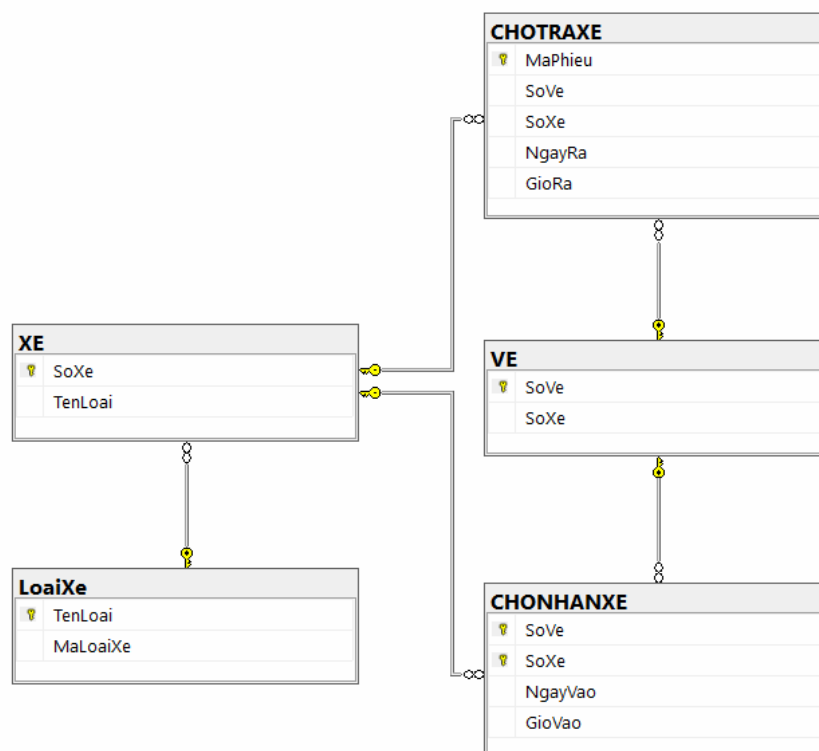 CHOTRAXE
MaPhieu
SoVe
SoXe
NgayRa
GioRa
XE
SoXe
TenLoai
VE
SoVe
SoXe
LoaiXe
TenLoai
MaLoaiXe
CHONHANXE
SoVe
SoXe
NgayVao
GioVao